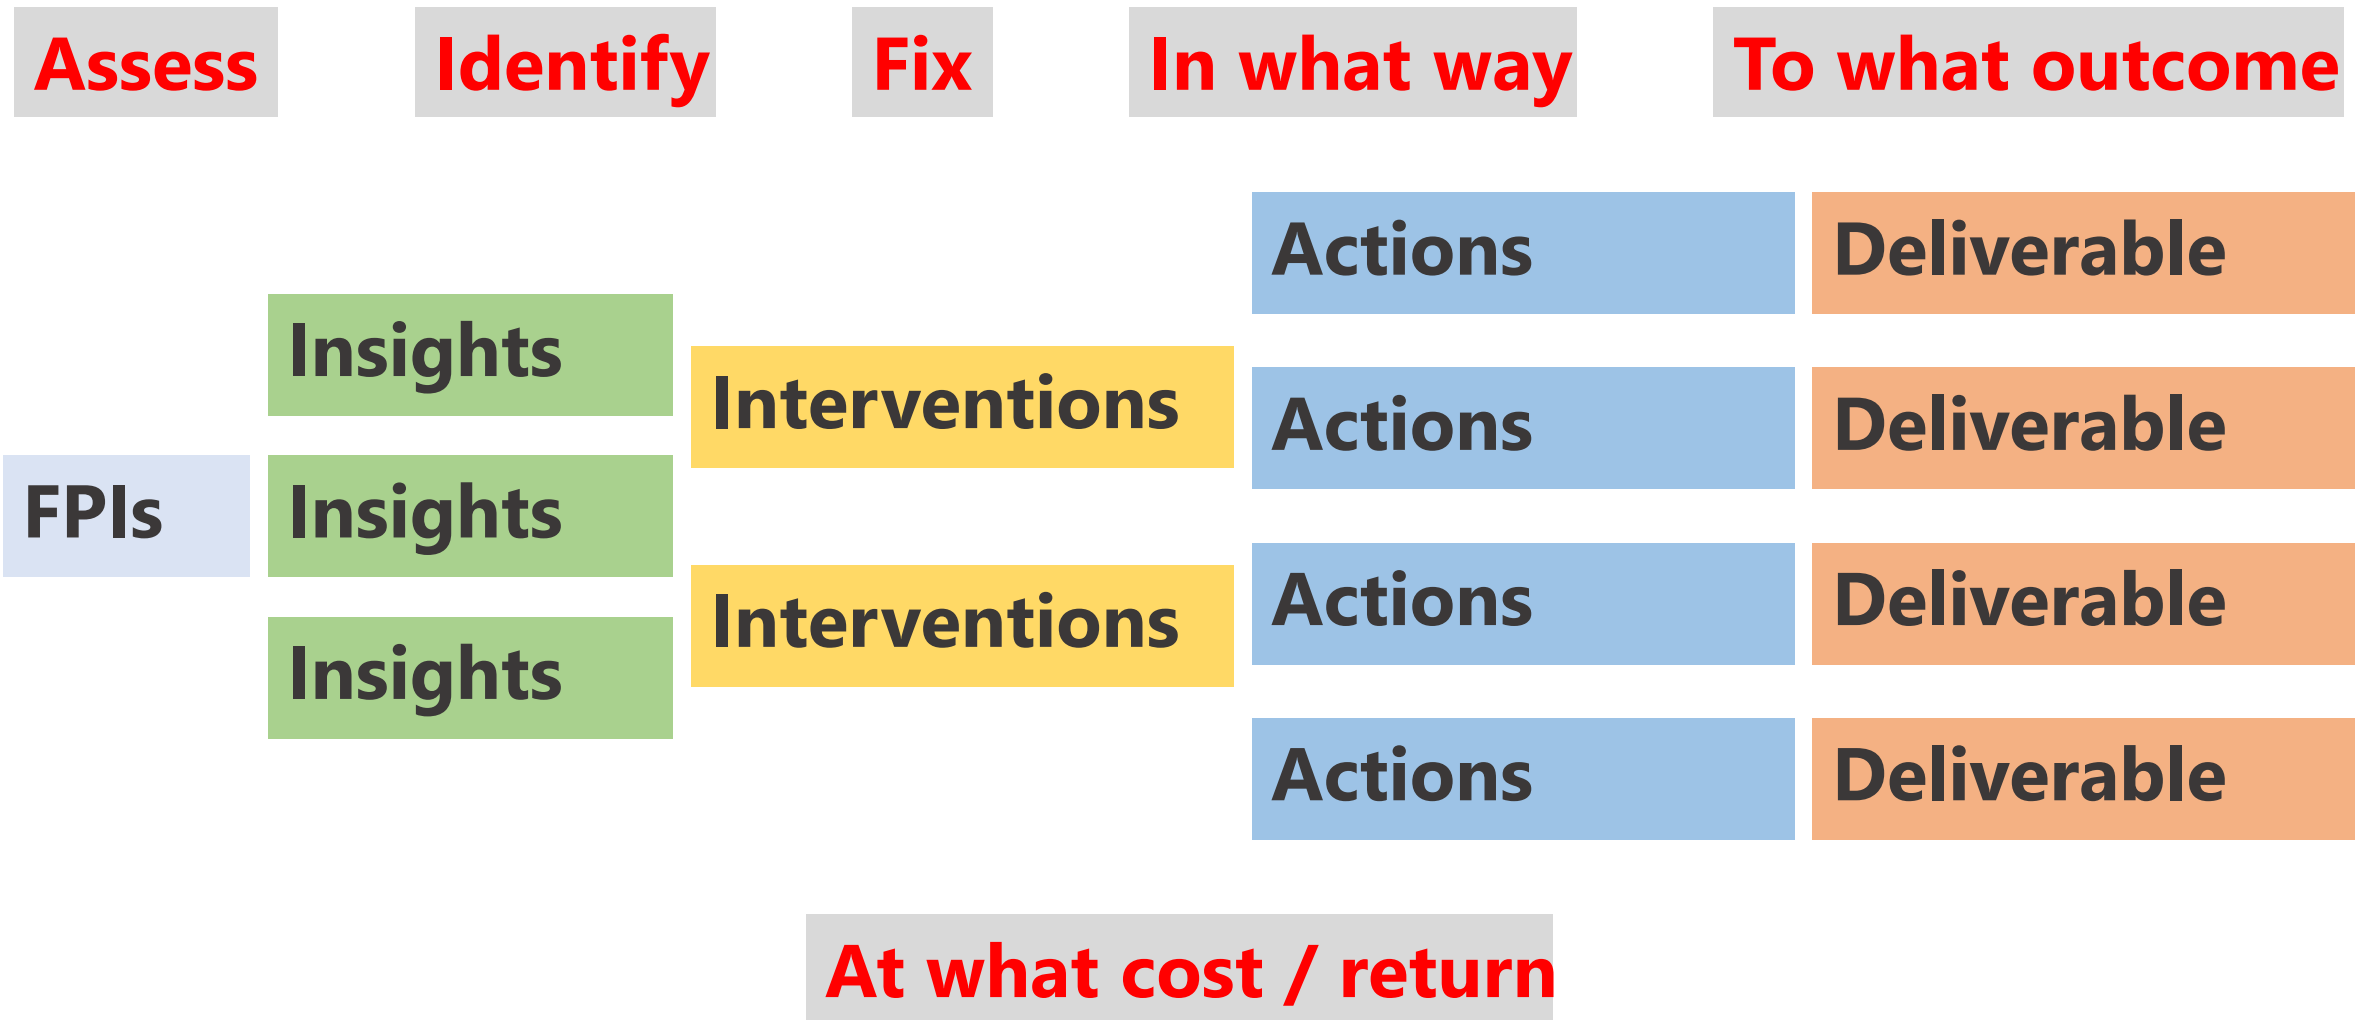 Assess
Identify
Fix
In what way
To what outcome
Actions
Deliverable
Insights
Interventions
Actions
Deliverable
FPIs
Insights
Interventions
Actions
Deliverable
Insights
Actions
Deliverable
At what cost / return